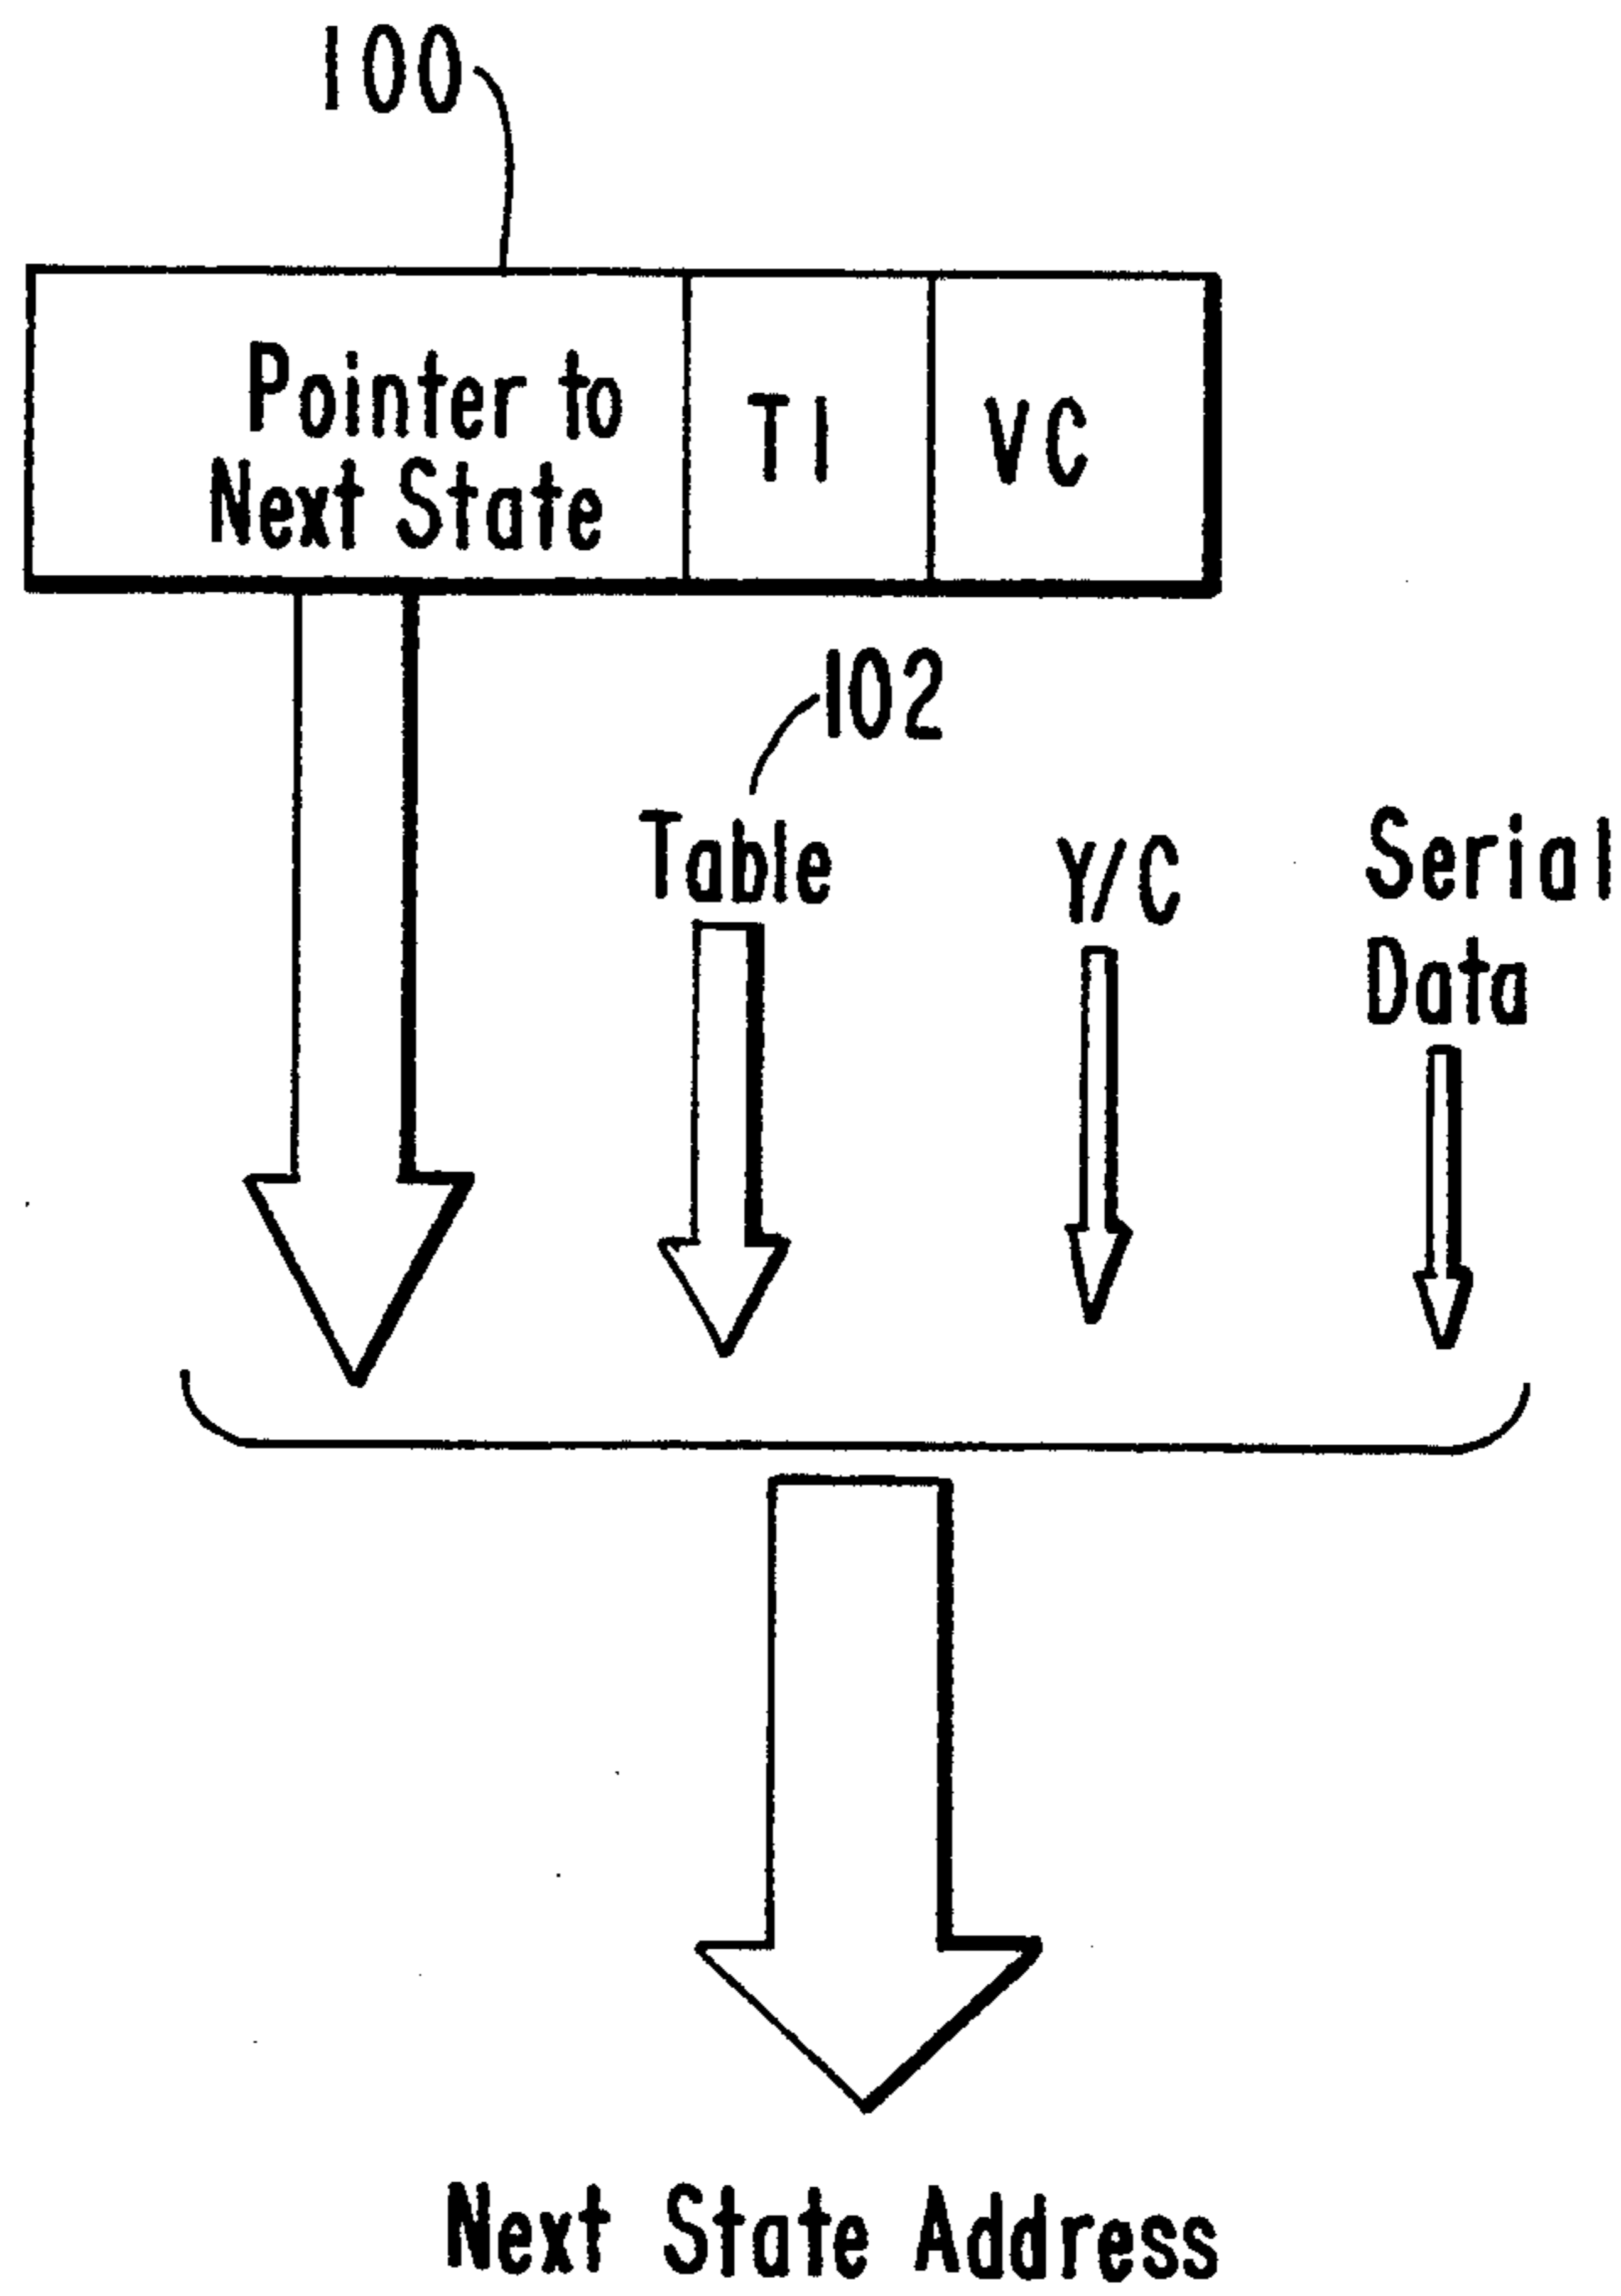 100
Pointer to
Next State
TI
VC
102
Table
Y/C
Serial
Data
Next State Address